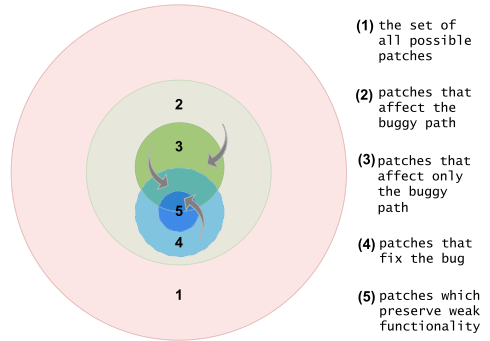 2
3
5
4
1
(1) the set of
all possible
patches
(2) patches that
affect the
buggy path
(3) patches that
affect only
the buggy
path
(4) patches that
fix the bug
(5) patches which
preserve weak
functionality